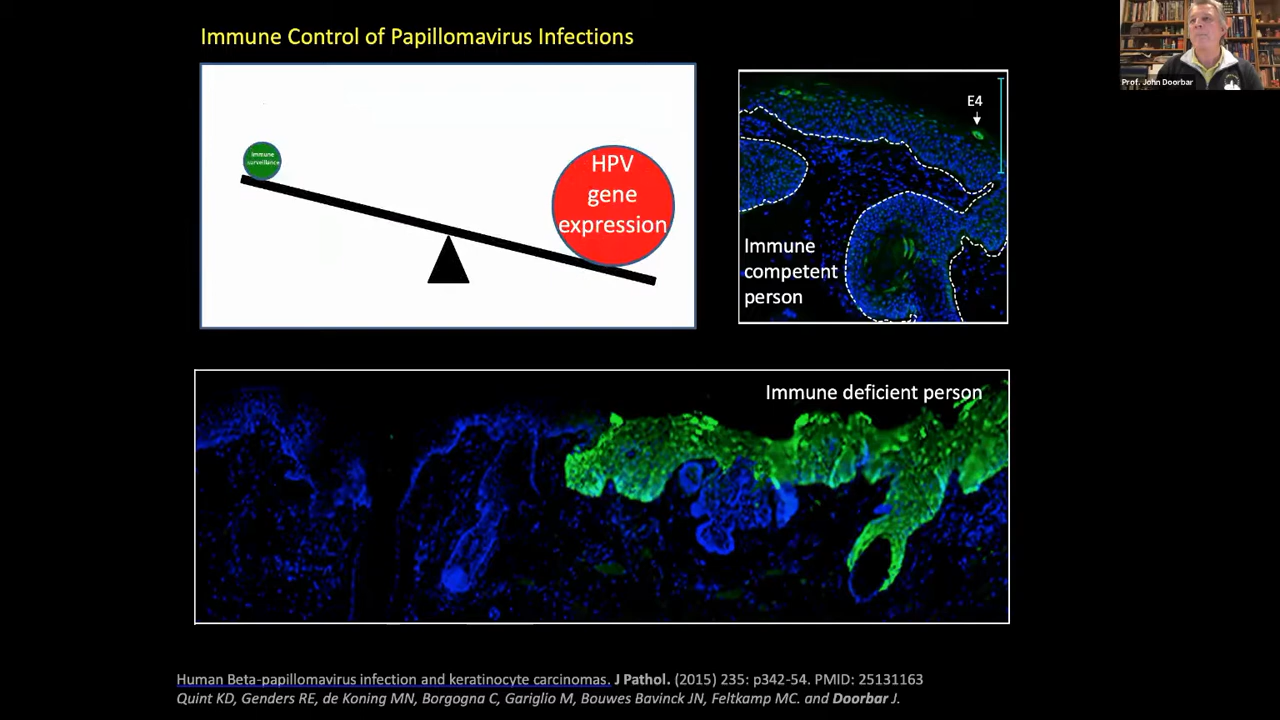 Immune Control of Papillomavirus Infections
Prof. John Doorbar
Immune
surveillance
HPV
gene
expression
E4
Immune
competent
person
Immune deficient person
Human Beta-papillomavirus infection and keratinocyte carcinomas. J Pathol. (2015) 235: p342-54. PMID: 25131163
Quint KD, Genders RE, de Koning MN, Borgogna C, Gariglio M, Bouwes Bavinck JN, Feltkamp MC. and Doorbar J.